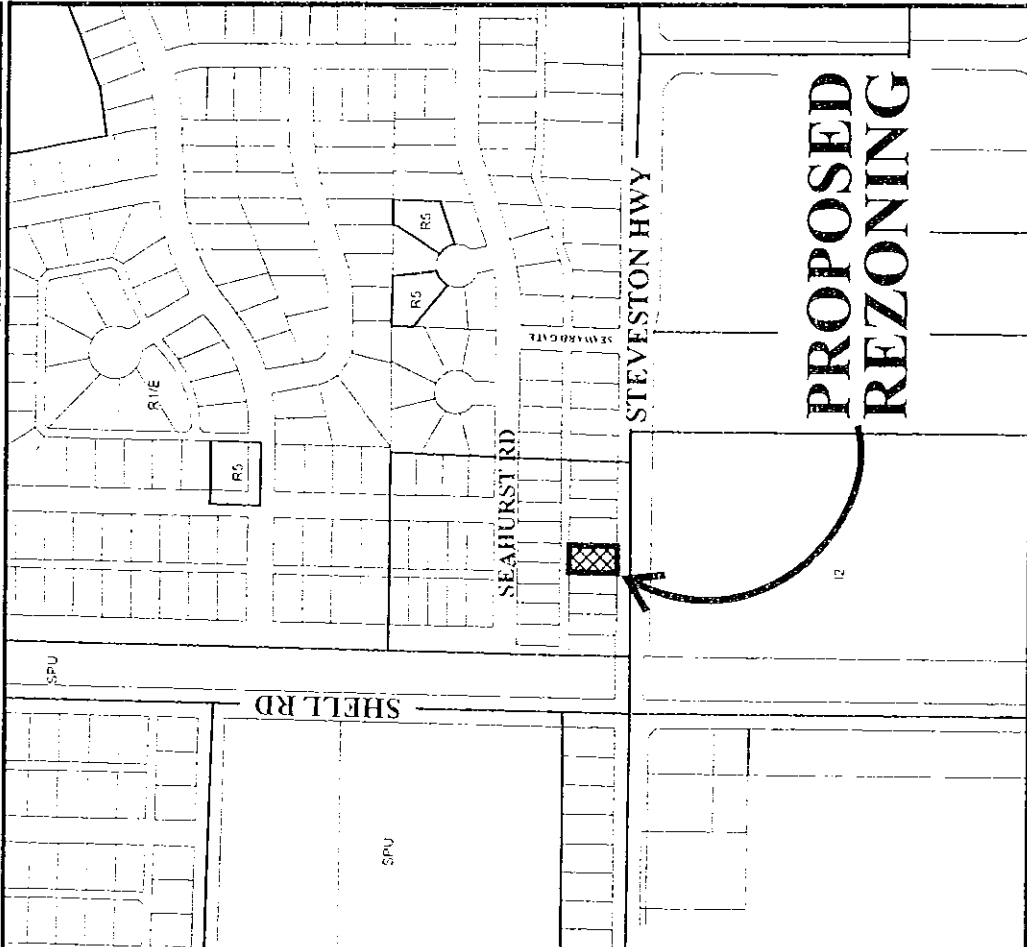 SPU
R1/E
R5
R5
R5
SEAHURST RD
SEAWARD GATE
STEVESTON HWY
SHELL RD
SPU
PROPOSED
REZONING
I2